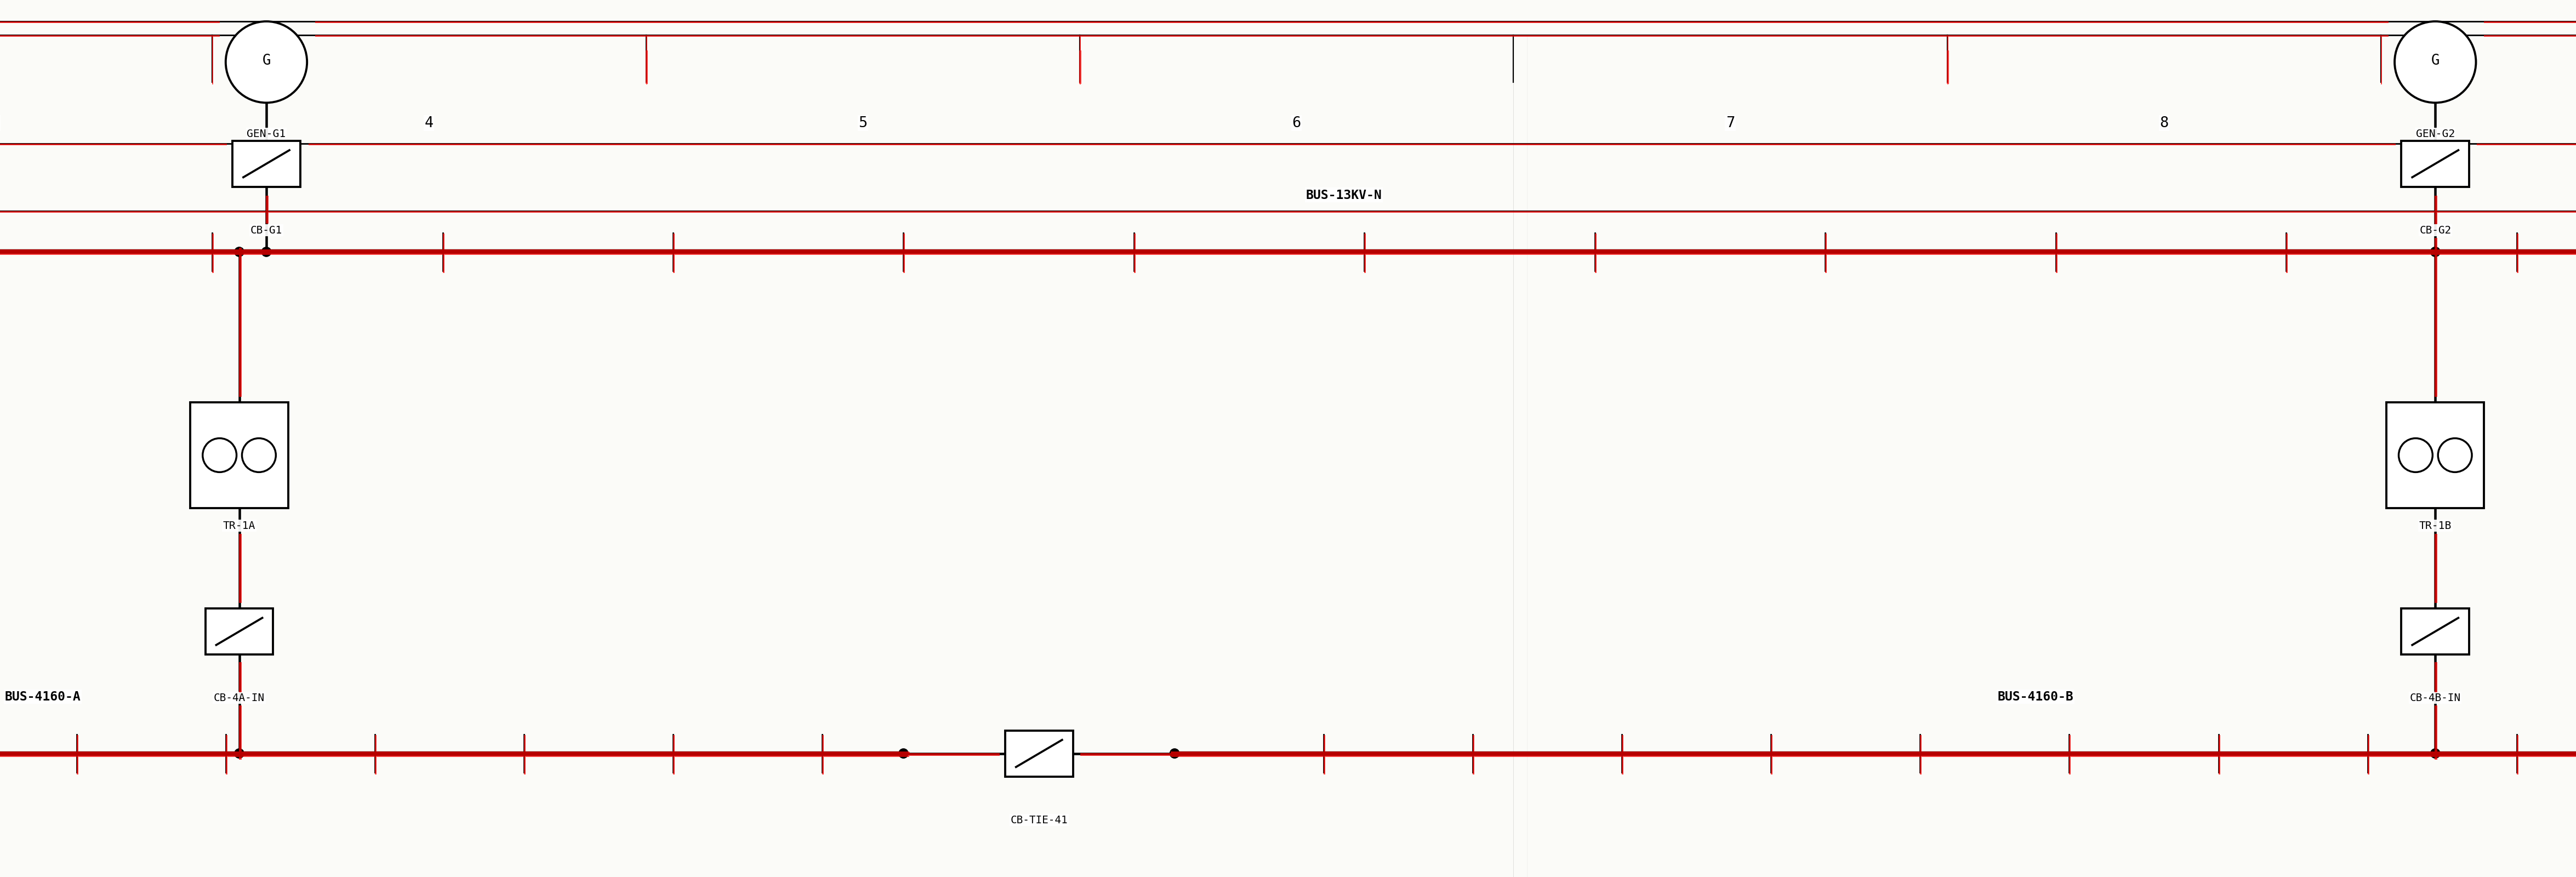 G
G
GEN-G1
GEN-G2
4
5
6
7
8
BUS-13KV-N
CB-G1
CB-G2
TR-1A
TR-1B
BUS-4160-A
CB-4A-IN
BUS-4160-B
CB-4B-IN
CB-TIE-41